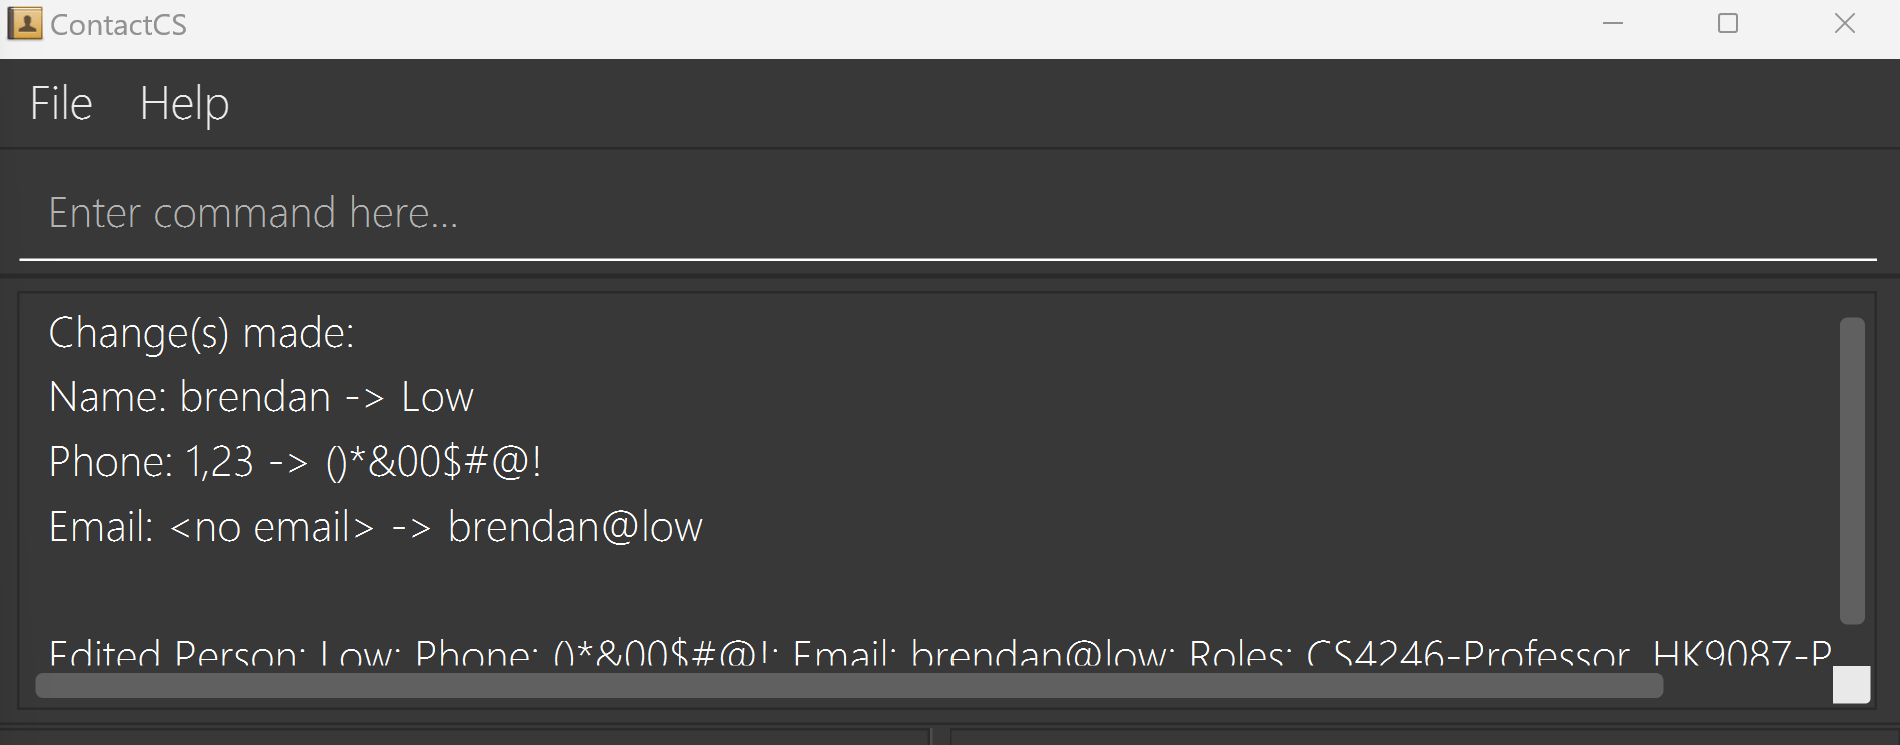 ContactCS
File Help
Enter command here...
Change(s) made:
Name: brendan -> Low
Phone: 1,23 -> ()*&00$#@!
Email: <no email> -> brendan@low
Edited Person: Low; Phone: ()*&00$#@!; Email: brendan@low; Roles: CS4246-Professor, HK9087-P